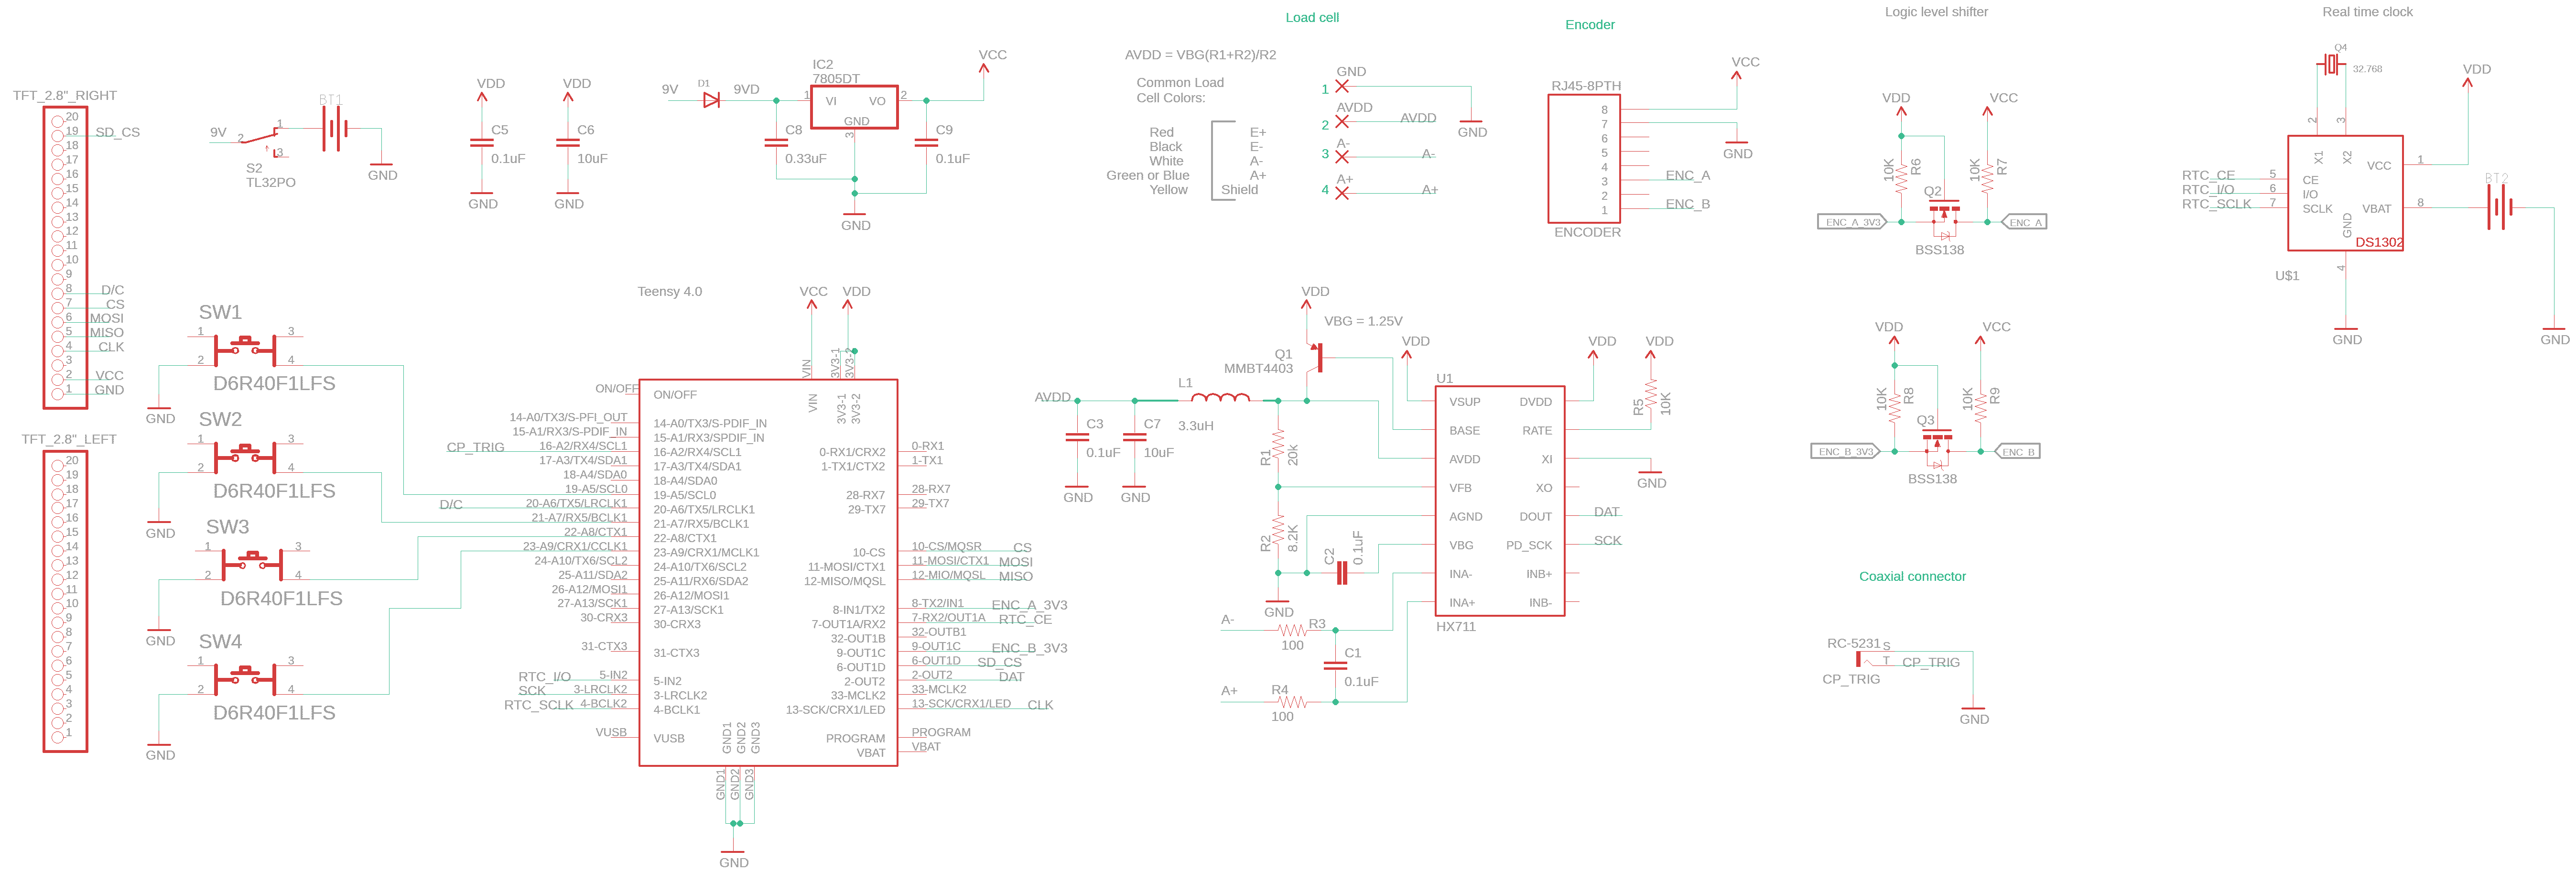 Load cell
Encoder
Logic level shifter
Real time clock
TFT_2.8"_RIGHT
20
19
18
17
16
15
14
13
12
11
10
9
8
7
6
5
4
3
2
1
SD_CS
D/C
CS
MOSI
MISO
CLK
VCC
GND
TFT_2.8"_LEFT
20
19
18
17
16
15
14
13
12
11
10
9
8
7
6
5
4
3
2
1
9V
2
1
3
S2
TL32PO
BT1
GND
VDD
C5
0.1uF
GND
VDD
C6
10uF
GND
9V
D1
9VD
IC2
7805DT
1
VI
VO
2
GND
3
C8
0.33uF
C9
0.1uF
VCC
GND
AVDD = VBG(R1+R2)/R2
Common Load
Cell Colors:
Red E+
Black E-
White A-
Green or Blue A+
Yellow Shield
1
GND
GND
2
AVDD
AVDD
3
A-
A-
4
A+
A+
RJ45-8PTH
8
7
6
5
4
3
2
1
ENCODER
VCC
GND
ENC_A
ENC_B
VDD
VCC
10K
R6
10K
R7
Q2
ENC_A_3V3
ENC_A
BSS138
VDD
VCC
10K
R8
10K
R9
Q3
ENC_B_3V3
ENC_B
BSS138
Q4
32.768
VDD
2
3
X1
X2
VCC
1
RTC_CE
5
CE
RTC_I/O
6
I/O
RTC_SCLK
7
SCLK
VBAT
8
GND
DS1302
4
U$1
GND
BT2
GND
SW1
1
3
2
4
D6R40F1LFS
GND
SW2
1
3
2
4
D6R40F1LFS
GND
SW3
1
3
2
4
D6R40F1LFS
GND
SW4
1
3
2
4
D6R40F1LFS
GND
Teensy 4.0
VCC
VDD
VIN
3V3-1
3V3-2
VIN
3V3-1
3V3-2
ON/OFF
ON/OFF
14-A0/TX3/S-PFI_OUT
14-A0/TX3/S-PDIF_IN
15-A1/RX3/S-PDIF_IN
15-A1/RX3/SPDIF_IN
CP_TRIG
16-A2/RX4/SCL1
16-A2/RX4/SCL1
17-A3/TX4/SDA1
17-A3/TX4/SDA1
18-A4/SDA0
18-A4/SDA0
19-A5/SCL0
19-A5/SCL0
D/C
20-A6/TX5/LRCLK1
20-A6/TX5/LRCLK1
21-A7/RX5/BCLK1
21-A7/RX5/BCLK1
22-A8/CTX1
22-A8/CTX1
23-A9/CRX1/CCLK1
23-A9/CRX1/MCLK1
24-A10/TX6/SCL2
24-A10/TX6/SCL2
25-A11/SDA2
25-A11/RX6/SDA2
26-A12/MOSI1
26-A12/MOSI1
27-A13/SCK1
27-A13/SCK1
30-CRX3
30-CRX3
31-CTX3
31-CTX3
RTC_I/O
5-IN2
5-IN2
SCK
3-LRCLK2
3-LRCLK2
RTC_SCLK
4-BCLK2
4-BCLK1
VUSB
VUSB
0-RX1/CRX2
0-RX1
1-TX1/CTX2
1-TX1
28-RX7
28-RX7
29-TX7
29-TX7
10-CS
10-CS/MQSR
CS
11-MOSI/CTX1
11-MOSI/CTX1
MOSI
12-MISO/MQSL
12-MIO/MQSL
MISO
8-IN1/TX2
8-TX2/IN1
ENC_A_3V3
7-OUT1A/RX2
7-RX2/OUT1A
RTC_CE
32-OUT1B
32-OUTB1
9-OUT1C
9-OUT1C
ENC_B_3V3
6-OUT1D
6-OUT1D
SD_CS
2-OUT2
2-OUT2
DAT
33-MCLK2
33-MCLK2
13-SCK/CRX1/LED
13-SCK/CRX1/LED
CLK
PROGRAM
PROGRAM
VBAT
VBAT
GND1
GND2
GND3
GND1
GND2
GND3
GND
VDD
VBG = 1.25V
Q1
MMBT4403
AVDD
L1
3.3uH
C3
0.1uF
GND
C7
10uF
GND
R1
20k
R2
8.2K
C2
0.1uF
GND
VDD
U1
VSUP
BASE
AVDD
VFB
AGND
VBG
INA-
INA+
DVDD
RATE
XI
XO
DOUT
PD_SCK
INB+
INB-
HX711
VDD
VDD
R5
10K
GND
DAT
SCK
A-
R3
100
C1
0.1uF
A+
R4
100
Coaxial connector
RC-5231
S
T
CP_TRIG
CP_TRIG
GND